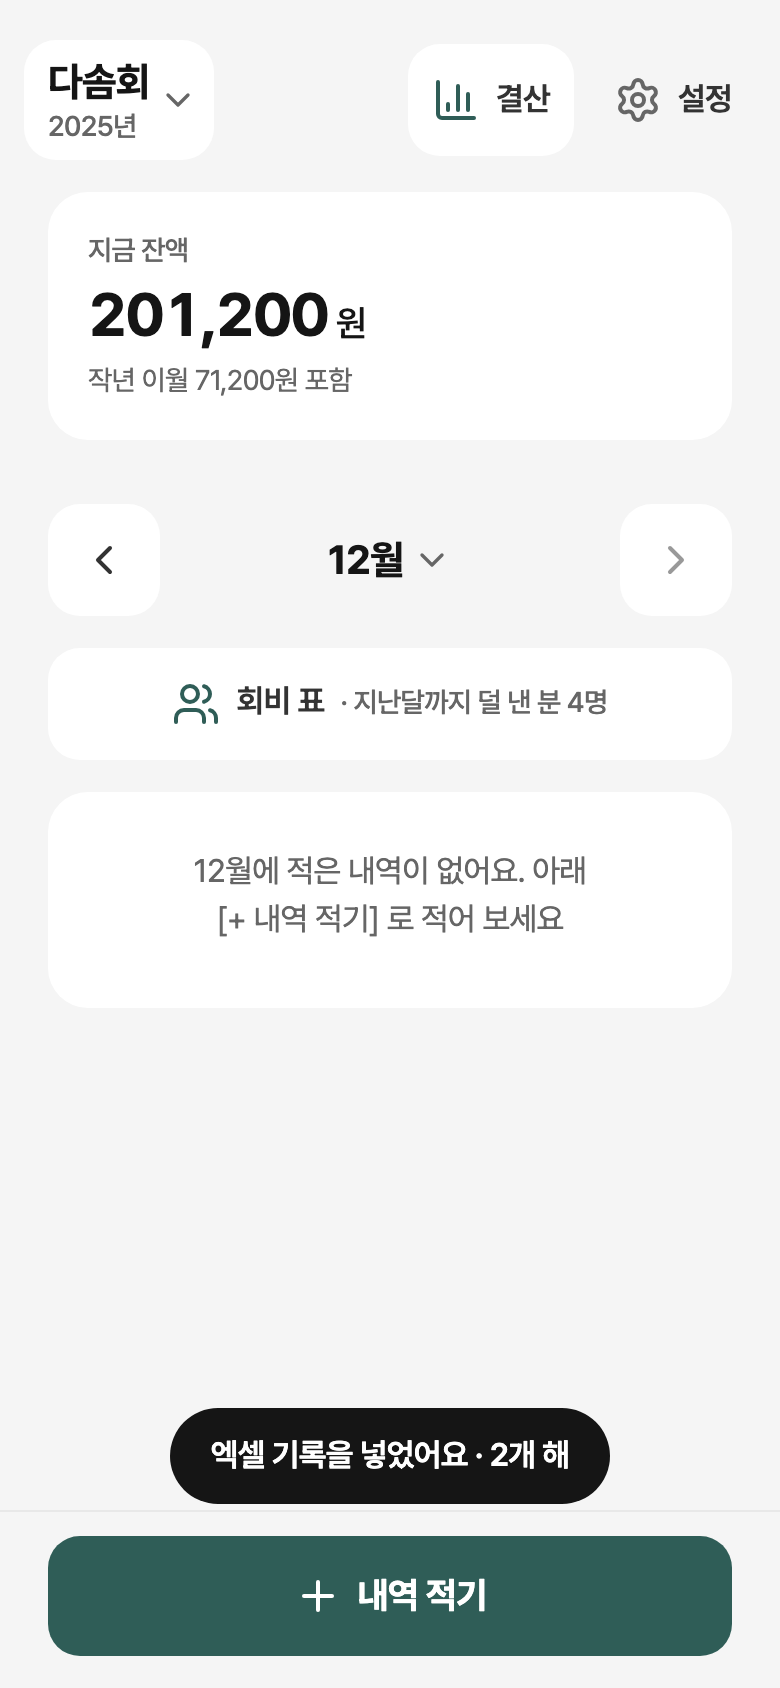 다솜회
2025년
결산
설정
지금 잔액
201,200원
작년 이월 71,200원 포함
12월
회비 표 · 지난달까지 덜 낸 분 4명
12월에 적은 내역이 없어요. 아래
[+ 내역 적기] 로 적어 보세요
엑셀 기록을 넣었어요 · 2개 해
+ 내역 적기